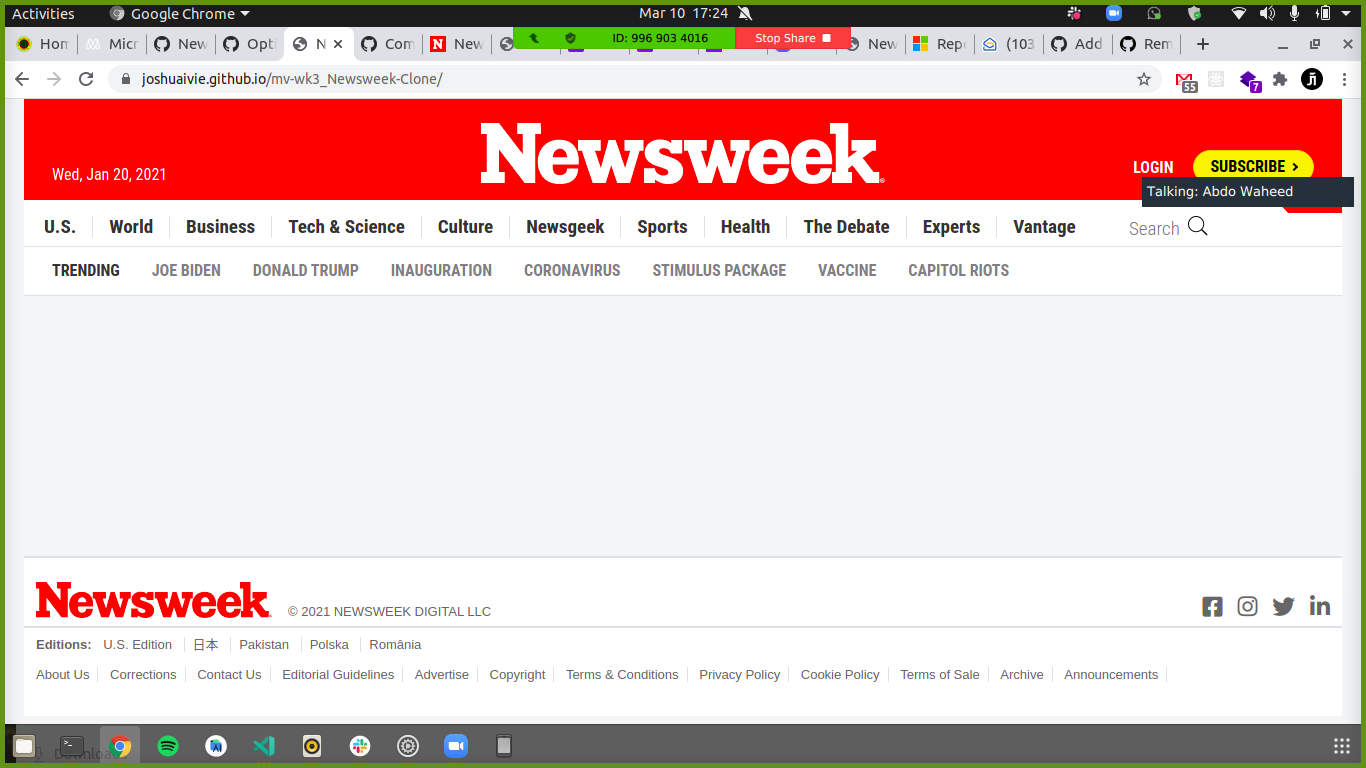 Activities Google Chrome Mar 10 17:24
Hom Micr New Opti N Com New ID: 996 903 4016 Stop Share New Rep (103 Add Rem
joshuaivie.github.io/mv-wk3_Newsweek-Clone/ 55 7
Newsweek
Wed, Jan 20, 2021 LOGIN SUBSCRIBE
Talking: Abdo Waheed
U.S. World Business Tech & Science Culture Newsgeek Sports Health The Debate Experts Vantage Search
TRENDING JOE BIDEN DONALD TRUMP INAUGURATION CORONAVIRUS STIMULUS PACKAGE VACCINE CAPITOL RIOTS
Newsweek © 2021 NEWSWEEK DIGITAL LLC
Editions: U.S. Edition 日本 Pakistan Polska România
About Us Corrections Contact Us Editorial Guidelines Advertise Copyright Terms & Conditions Privacy Policy Cookie Policy Terms of Sale Archive Announcements